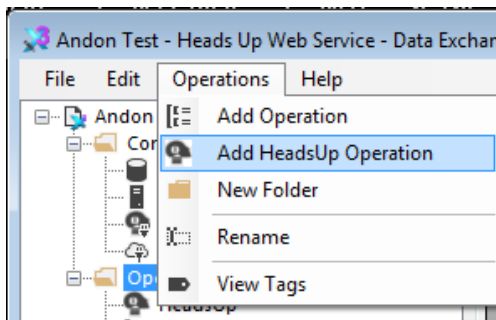 Andon Test - Heads Up Web Service - Data Exchan
File Edit Operations Help
Andon
Add Operation
Con
Add HeadsUp Operation
New Folder
Rename
Ope
View Tags
HeadsUp